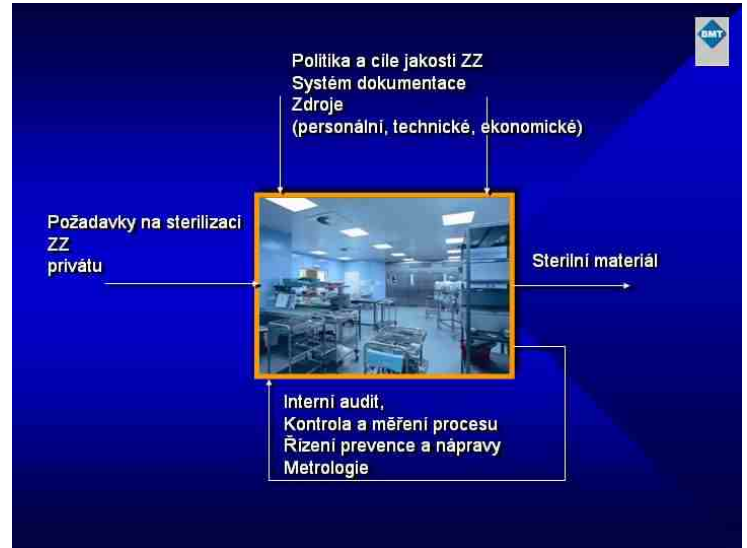 BMT
Politika a cíle jakosti ZZ
Systém dokumentace
Zdroje
(personální, technické, ekonomické)
Požadavky na sterilizaci
ZZ
privátu
Sterilní materiál
Interní audit,
Kontrola a měření procesu
Řízení prevence a nápravy
Metrologie